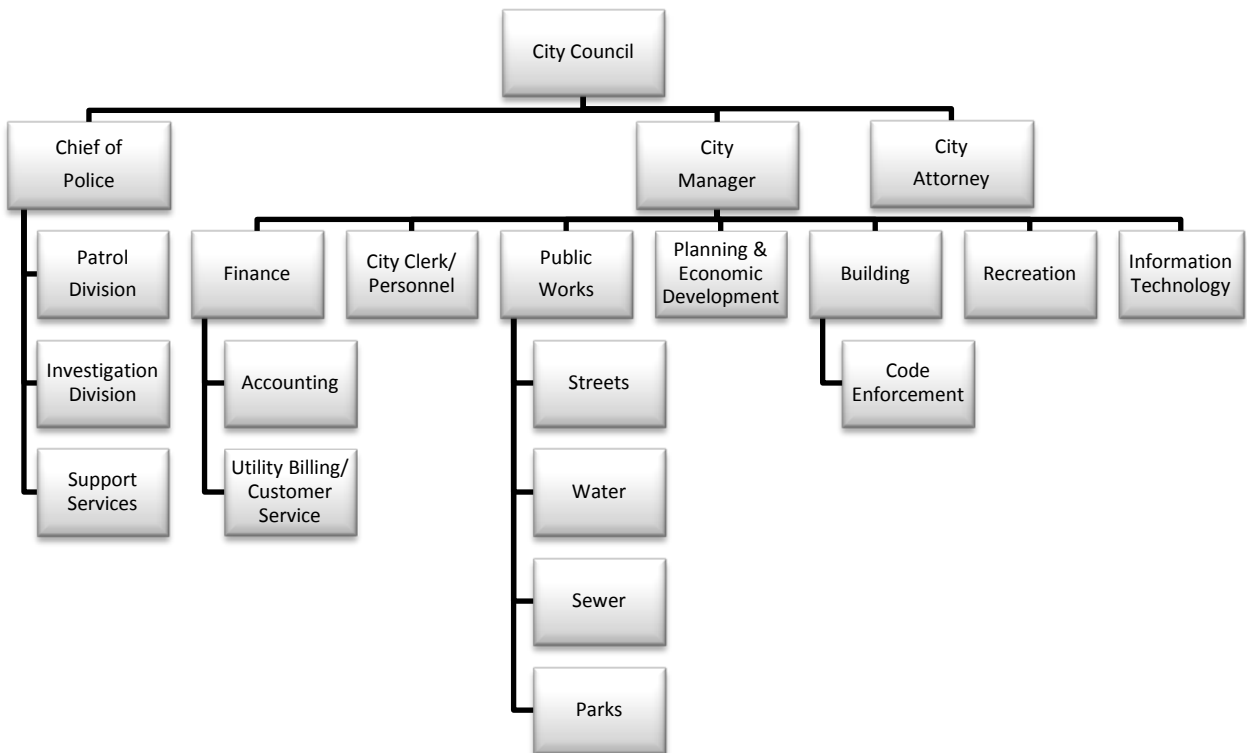 City Council
Chief of
Police
City
Manager
City
Attorney
Patrol
Division
Finance
City Clerk/
Personnel
Public
Works
Planning &
Economic
Development
Building
Recreation
Information
Technology
Investigation
Division
Accounting
Streets
Code
Enforcement
Support
Services
Utility Billing/
Customer
Service
Water
Sewer
Parks